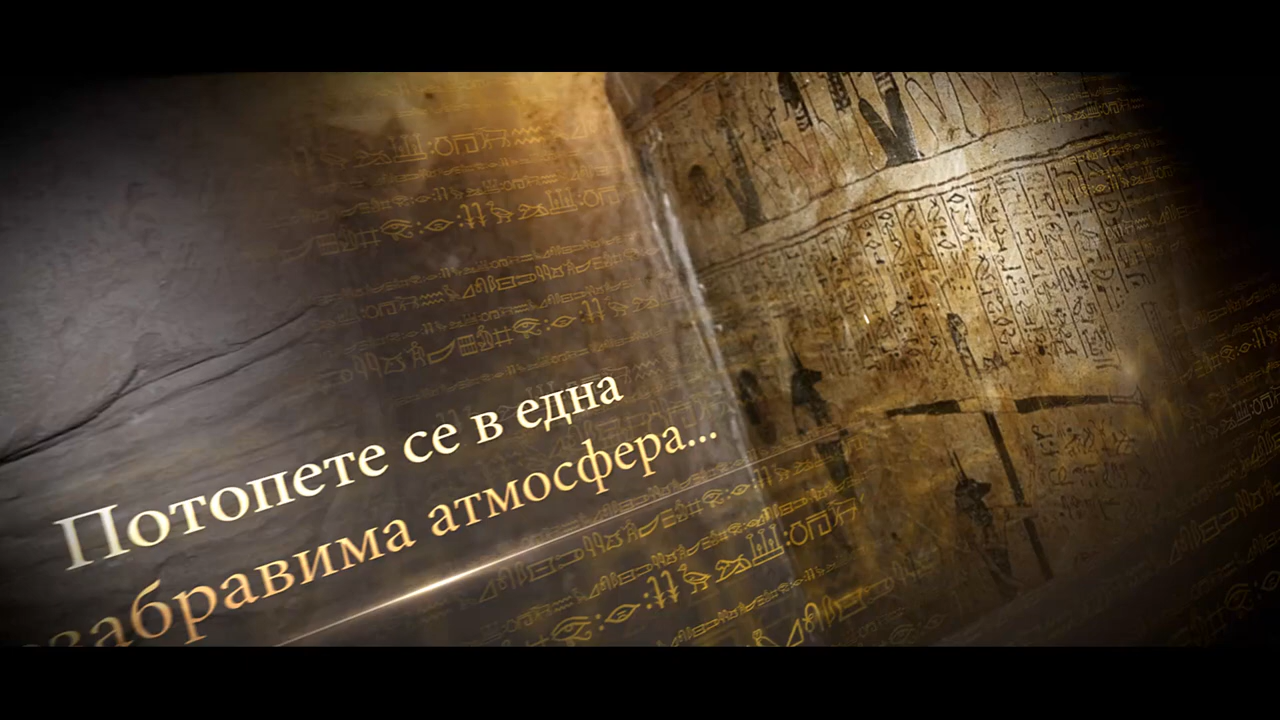 Потопете се в една
забравима атмосфера...